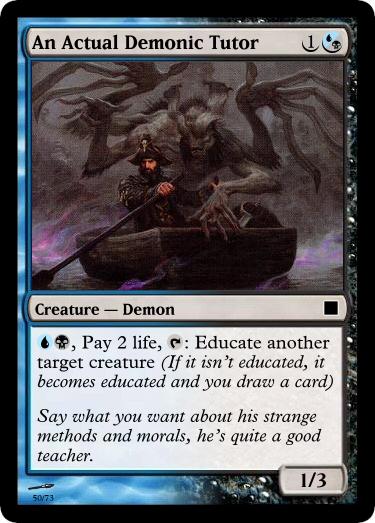 An Actual Demonic Tutor 1
Creature — Demon
, Pay 2 life, : Educate another
target creature (If it isn't educated, it
becomes educated and you draw a card)
Say what you want about his strange
methods and morals, he's quite a good
teacher.
1/3
50/73